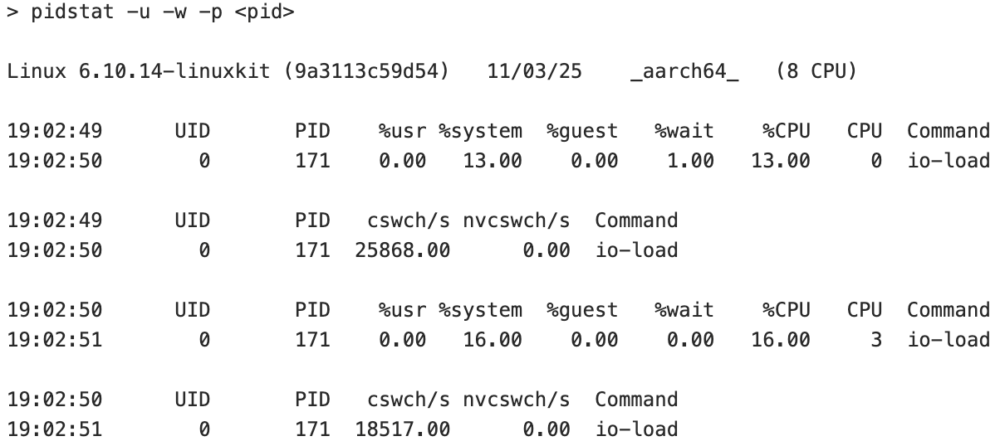 > pidstat -u -w -p <pid>
Linux 6.10.14-linuxkit (9a3113c59d54) 11/03/25 _aarch64_ (8 CPU)
19:02:49 UID PID %usr %system %guest %wait %CPU CPU Command
19:02:50 0 171 0.00 13.00 0.00 1.00 13.00 0 io-load
19:02:49 UID PID cswch/s nvcswch/s Command
19:02:50 0 171 25868.00 0.00 io-load
19:02:50 UID PID %usr %system %guest %wait %CPU CPU Command
19:02:51 0 171 0.00 16.00 0.00 0.00 16.00 3 io-load
19:02:50 UID PID cswch/s nvcswch/s Command
19:02:51 0 171 18517.00 0.00 io-load